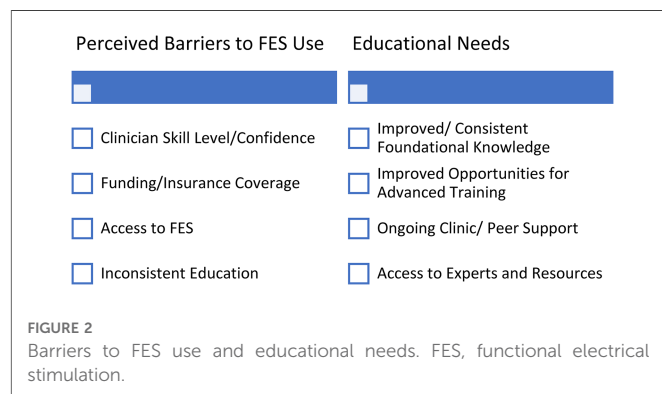 Perceived Barriers to FES Use
Clinician Skill Level/Confidence
Funding/Insurance Coverage
Access to FES
Inconsistent Education
Educational Needs
Improved/ Consistent
Foundational Knowledge
Improved Opportunities for
Advanced Training
Ongoing Clinic/ Peer Support
Access to Experts and Resources
FIGURE 2
Barriers to FES use and educational needs. FES, functional electrical
stimulation.